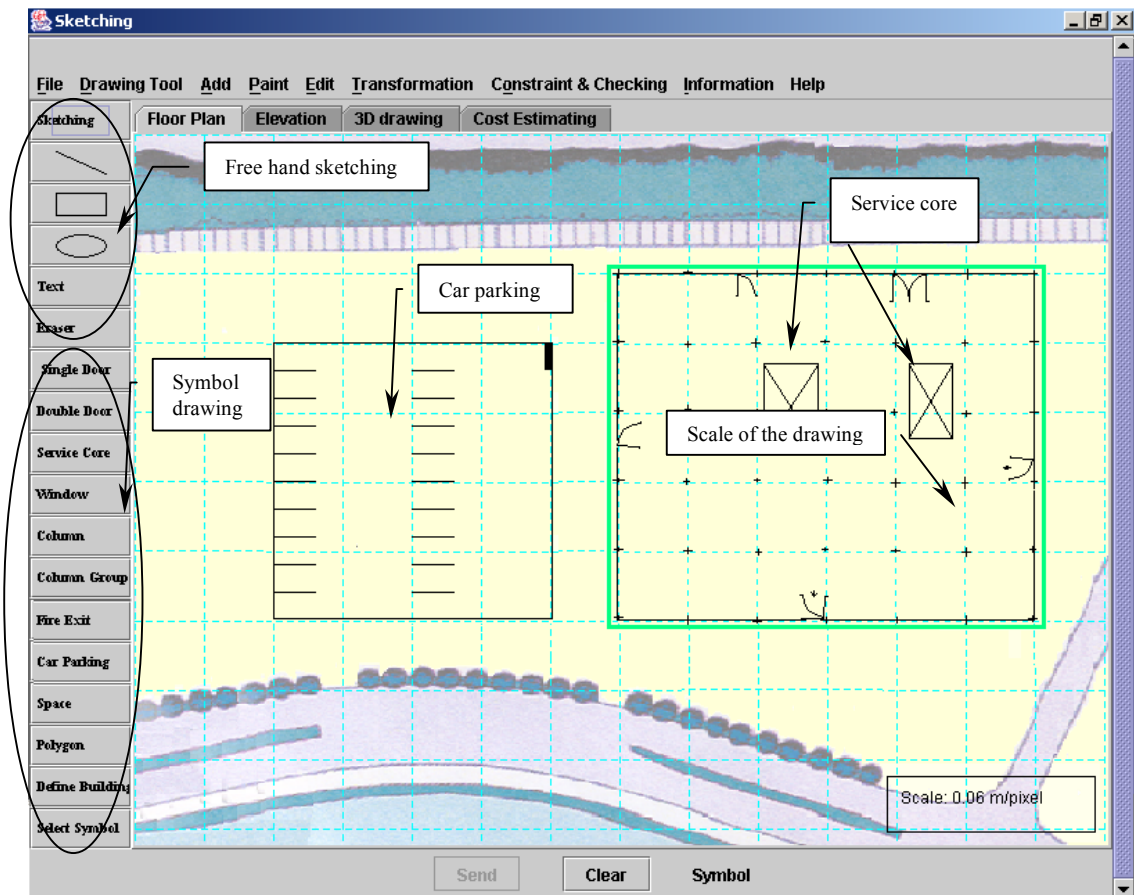 Sketching
File Drawing Tool Add Paint Edit Transformation Constraint & Checking Information Help
Sketching
Floor Plan Elevation 3D drawing Cost Estimating
Free hand sketching
Service core
Text
Car parking
Eraser
Single Door
Symbol
drawing
Double Door
Scale of the drawing
Service Core
Window
Column
Column Group
Fire Exit
Car Parking
Space
Polygon
Define Building
Scale: 0.06 m/pixel
Select Symbol
Send Clear Symbol